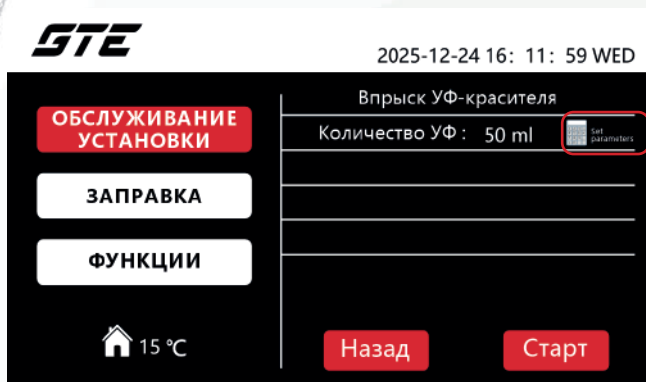 GTE
2025-12-24 16: 11: 59 WED
ОБСЛУЖИВАНИЕ
УСТАНОВКИ
ЗАПРАВКА
ФУНКЦИИ
15 ℃
Впрыск УФ-красителя
Количество УФ: 50 ml
Set
parameters
Назад
Старт